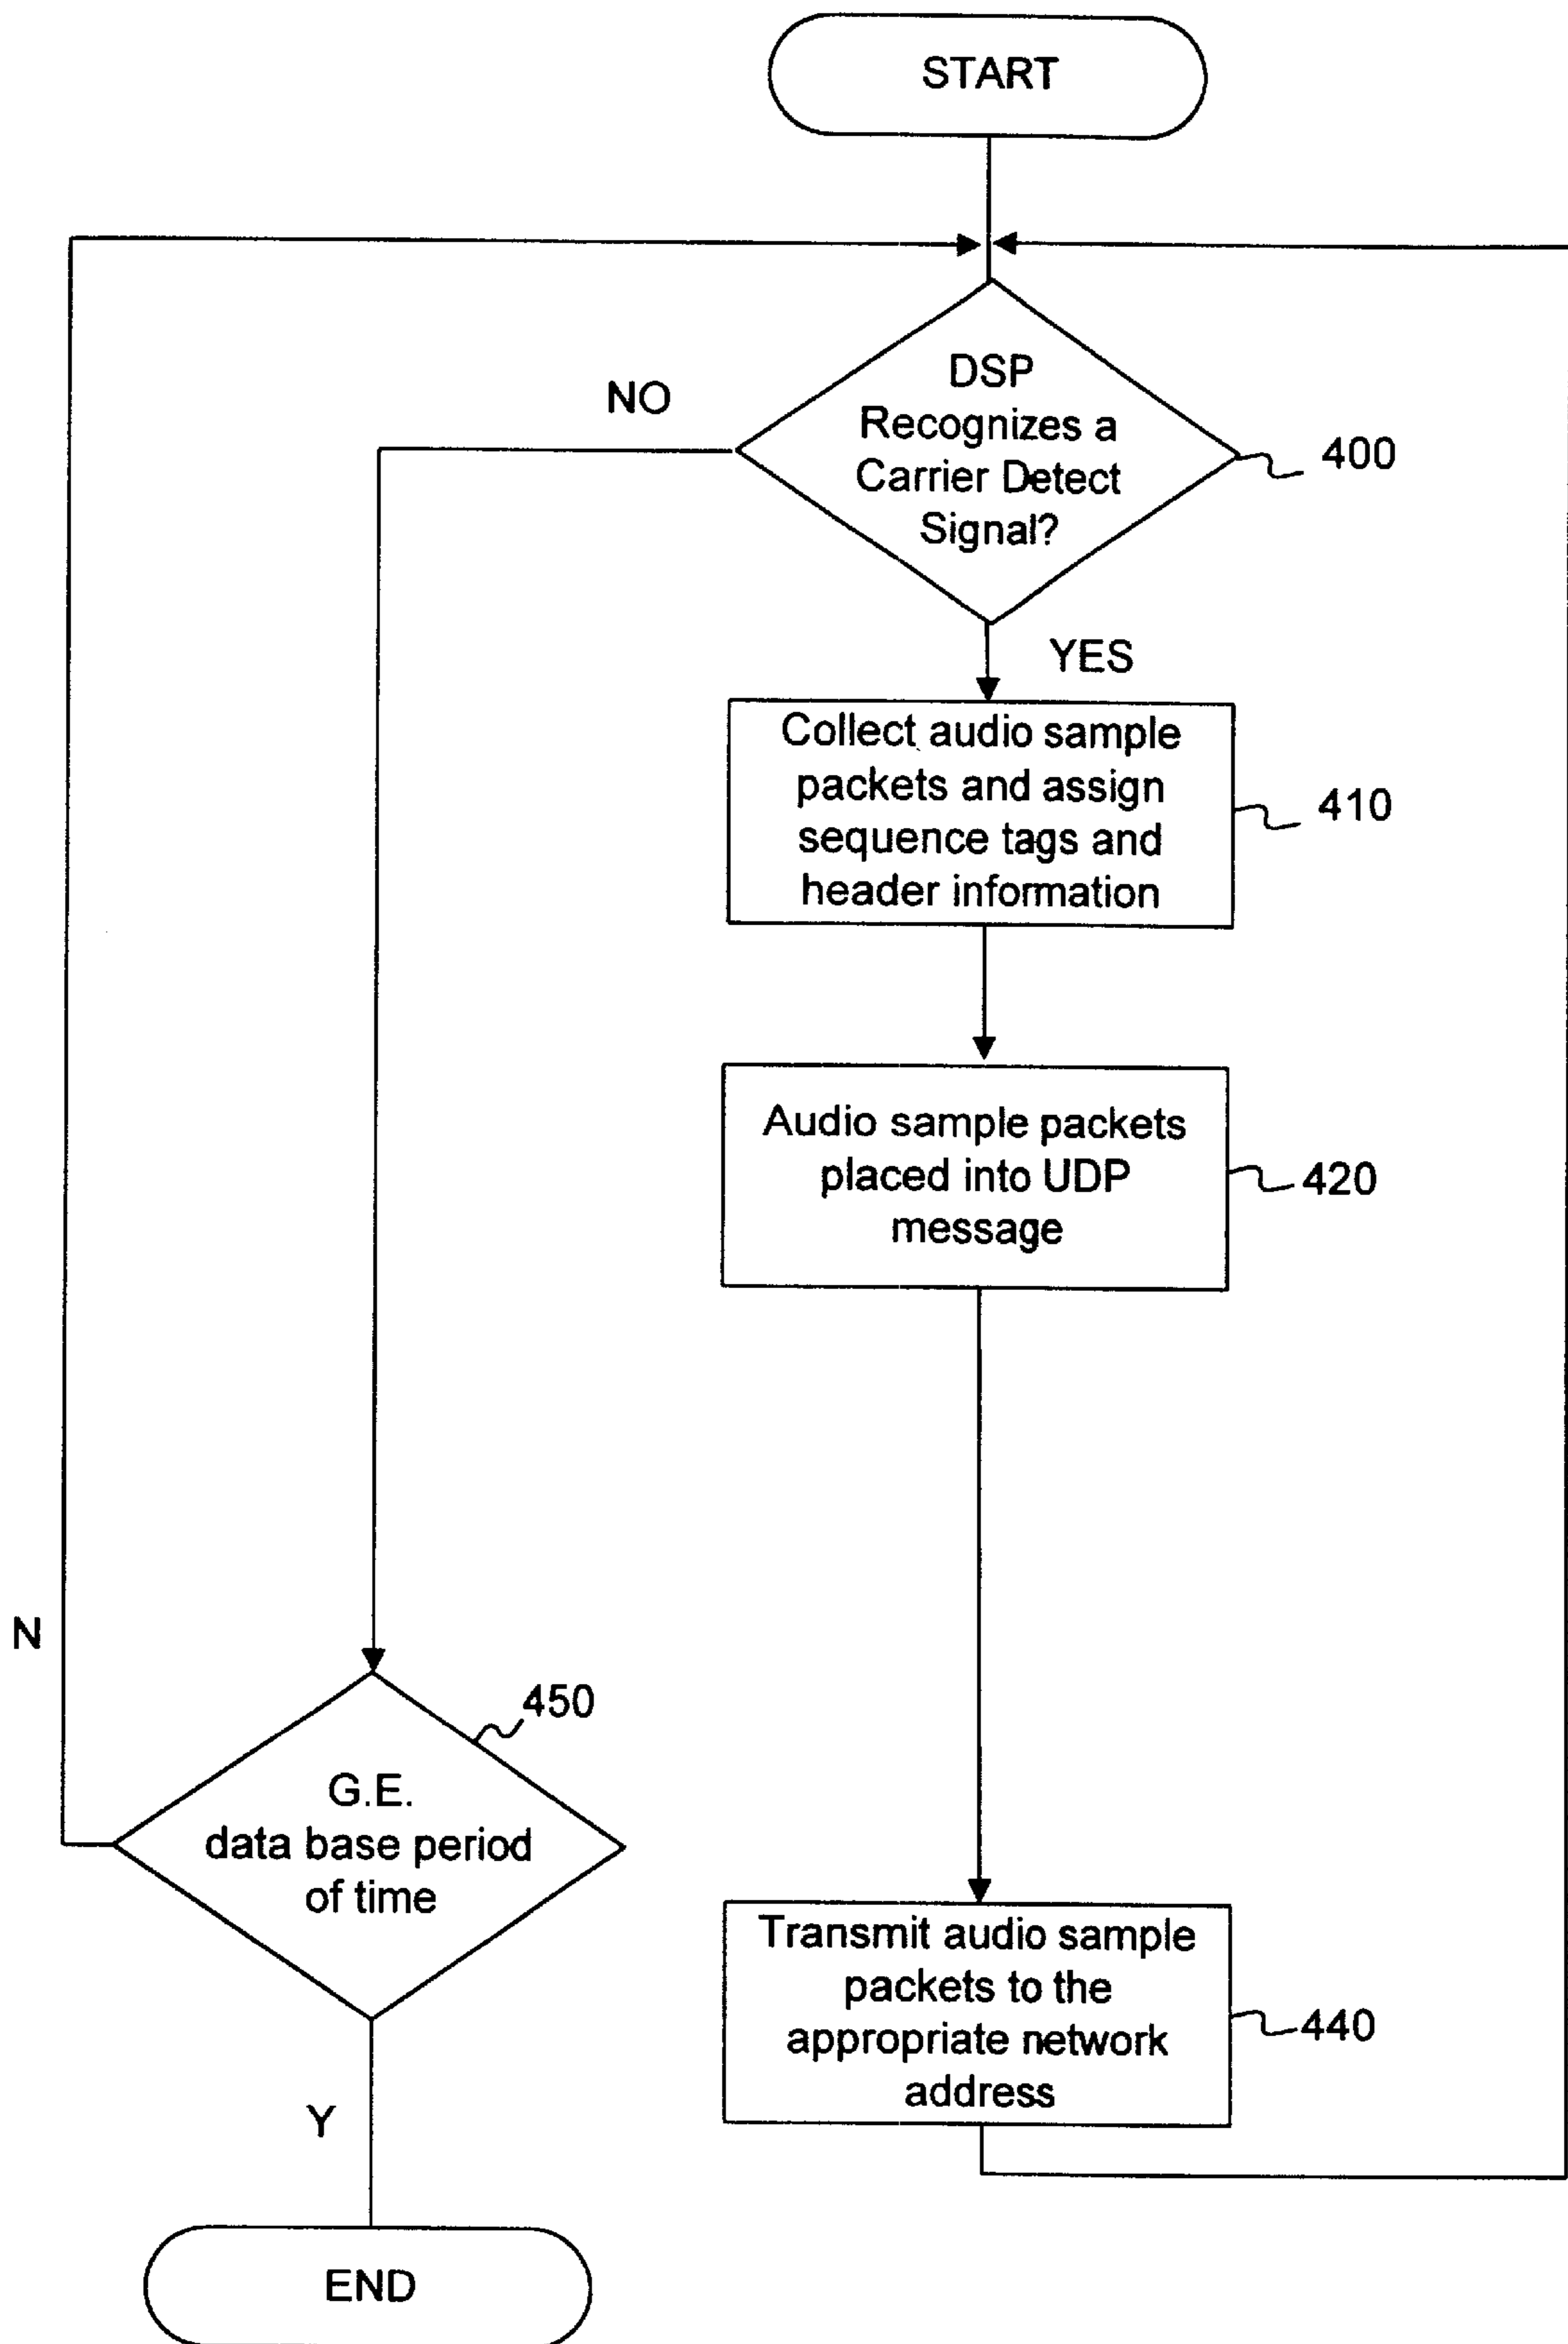 START
DSP
Recognizes a
Carrier Detect
Signal?
400
NO
YES
Collect audio sample
packets and assign
sequence tags and
header information
410
Audio sample packets
placed into UDP
message
420
N
450
G.E.
data base period
of time
Transmit audio sample
packets to the
appropriate network
address
440
Y
END